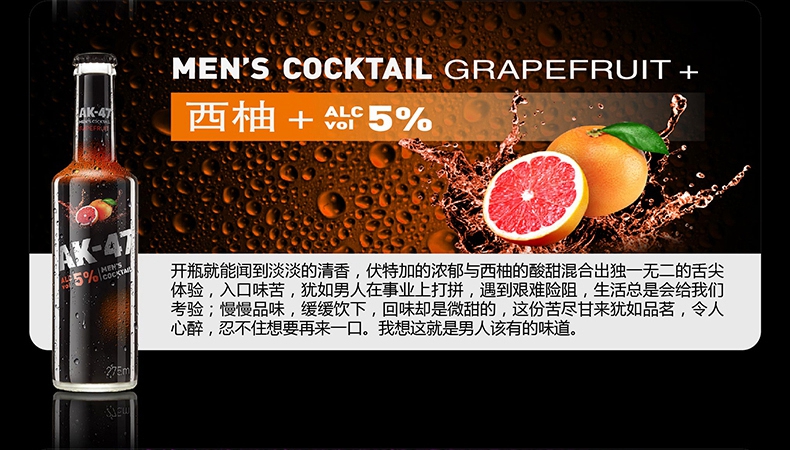 MEN'S COCKTAIL GRAPEFRUIT +
西柚 + ALC vol 5%
AK-47
MEN'S COCKTAIL
GRAPEFRUIT
AK-47
ALC vol 5% MEN'S COCKTAIL
275m
开瓶就能闻到淡淡的清香，伏特加的浓郁与西柚的酸甜混合出独一无二的舌尖
体验，入口味苦，犹如男人在事业上打拼，遇到艰难险阻，生活总是会给我们
考验；慢慢品味，缓缓饮下，回味却是微甜的，这份苦尽甘来犹如品茗，令人
心醉，忍不住想要再来一口。我想这就是男人该有的味道。